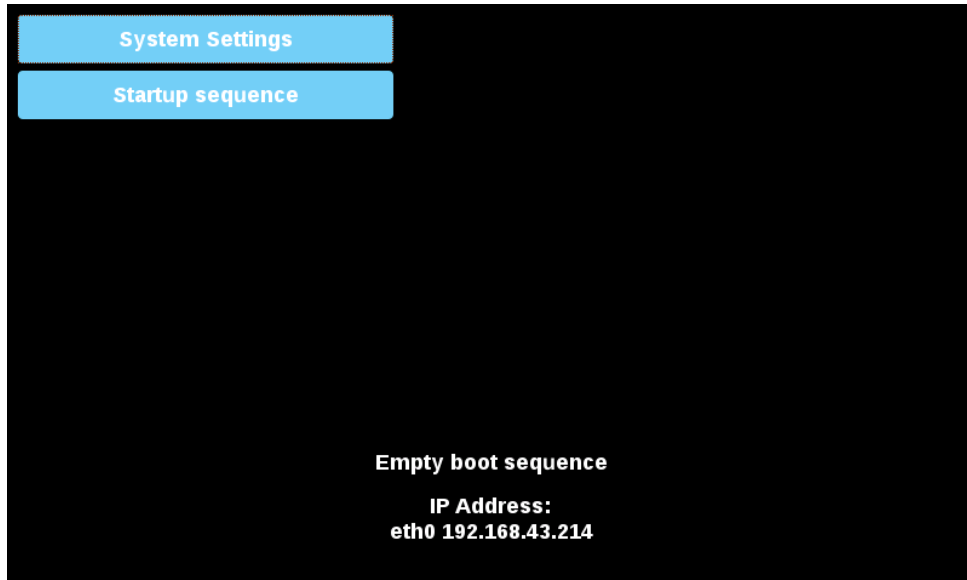 System Settings
Startup sequence
Empty boot sequence
IP Address:
eth0 192.168.43.214